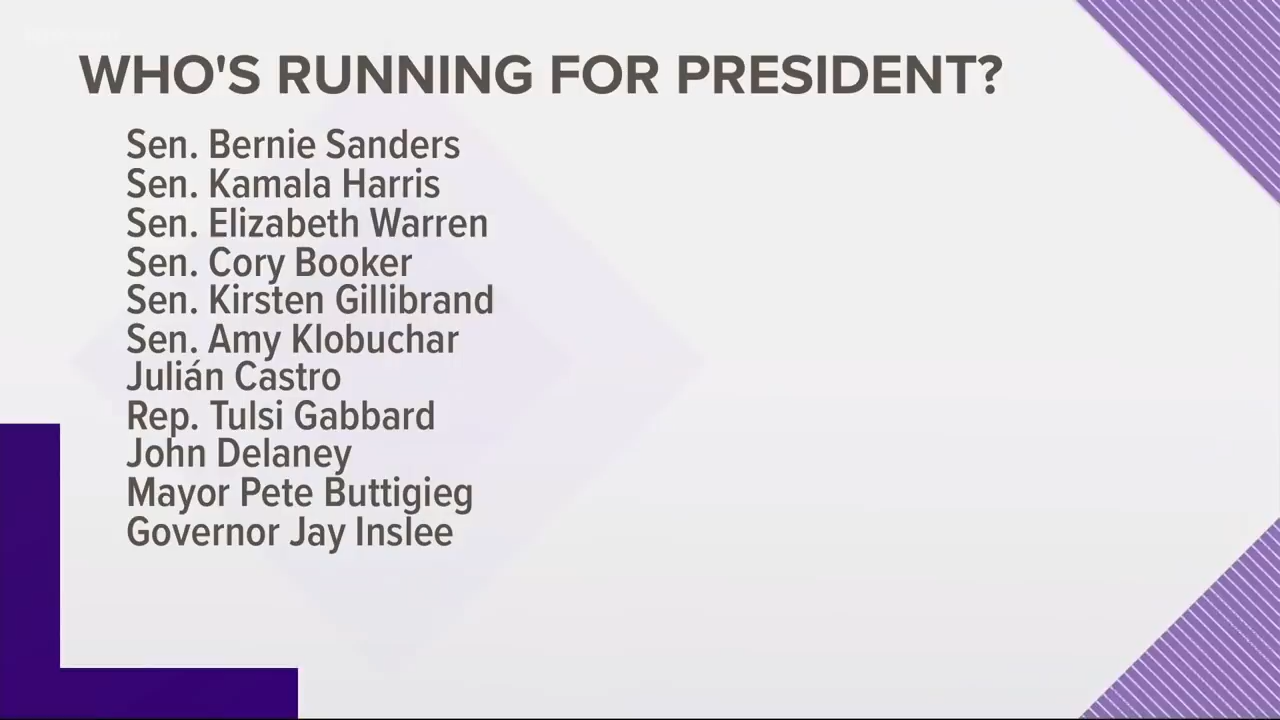 WHO'S RUNNING FOR PRESIDENT?
Sen. Bernie Sanders
Sen. Kamala Harris
Sen. Elizabeth Warren
Sen. Cory Booker
Sen. Kirsten Gillibrand
Sen. Amy Klobuchar
Julián Castro
Rep. Tulsi Gabbard
John Delaney
Mayor Pete Buttigieg
Governor Jay Inslee